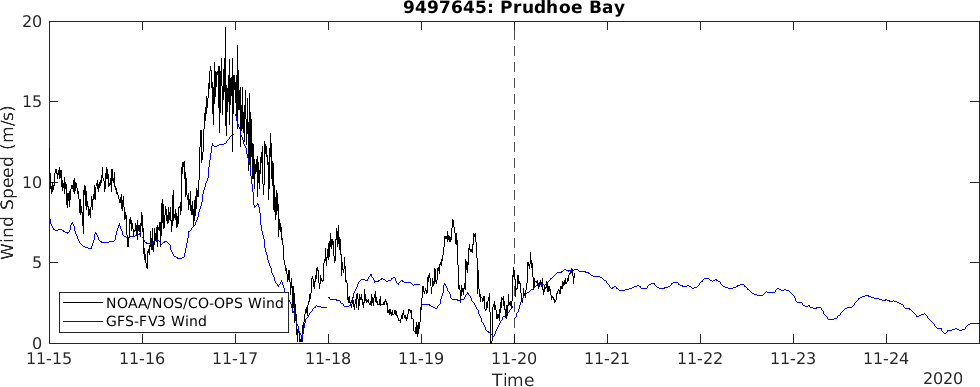 9497645: Prudhoe Bay
20
15
10
5
0
Wind Speed (m/s)
NOAA/NOS/CO-OPS Wind
GFS-FV3 Wind
11-15 11-16 11-17 11-18 11-19 11-20 11-21 11-22 11-23 11-24
Time
2020